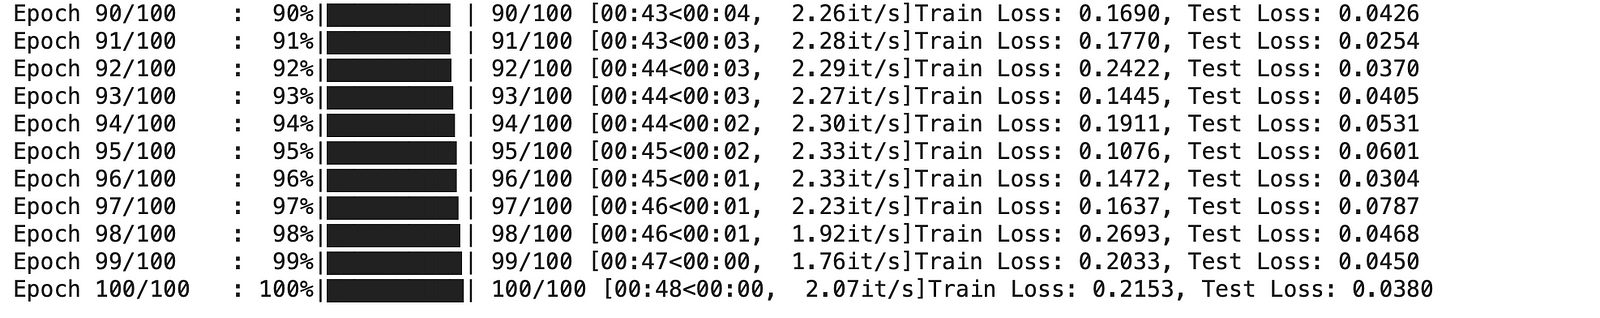 Epoch 90/100    :  90%|█████████ | 90/100 [00:43<00:04,  2.26it/s]Train Loss: 0.1690, Test Loss: 0.0426
Epoch 91/100    :  91%|█████████ | 91/100 [00:43<00:03,  2.28it/s]Train Loss: 0.1770, Test Loss: 0.0254
Epoch 92/100    :  92%|█████████▏| 92/100 [00:44<00:03,  2.29it/s]Train Loss: 0.2422, Test Loss: 0.0370
Epoch 93/100    :  93%|█████████▎| 93/100 [00:44<00:03,  2.27it/s]Train Loss: 0.1445, Test Loss: 0.0405
Epoch 94/100    :  94%|█████████▍| 94/100 [00:44<00:02,  2.30it/s]Train Loss: 0.1911, Test Loss: 0.0531
Epoch 95/100    :  95%|█████████▌| 95/100 [00:45<00:02,  2.33it/s]Train Loss: 0.1076, Test Loss: 0.0601
Epoch 96/100    :  96%|█████████▌| 96/100 [00:45<00:01,  2.33it/s]Train Loss: 0.1472, Test Loss: 0.0304
Epoch 97/100    :  97%|█████████▋| 97/100 [00:46<00:01,  2.23it/s]Train Loss: 0.1637, Test Loss: 0.0787
Epoch 98/100    :  98%|█████████▊| 98/100 [00:46<00:01,  1.92it/s]Train Loss: 0.2693, Test Loss: 0.0468
Epoch 99/100    :  99%|█████████▉| 99/100 [00:47<00:00,  1.76it/s]Train Loss: 0.2033, Test Loss: 0.0450
Epoch 100/100   : 100%|██████████| 100/100 [00:48<00:00,  2.07it/s]Train Loss: 0.2153, Test Loss: 0.0380